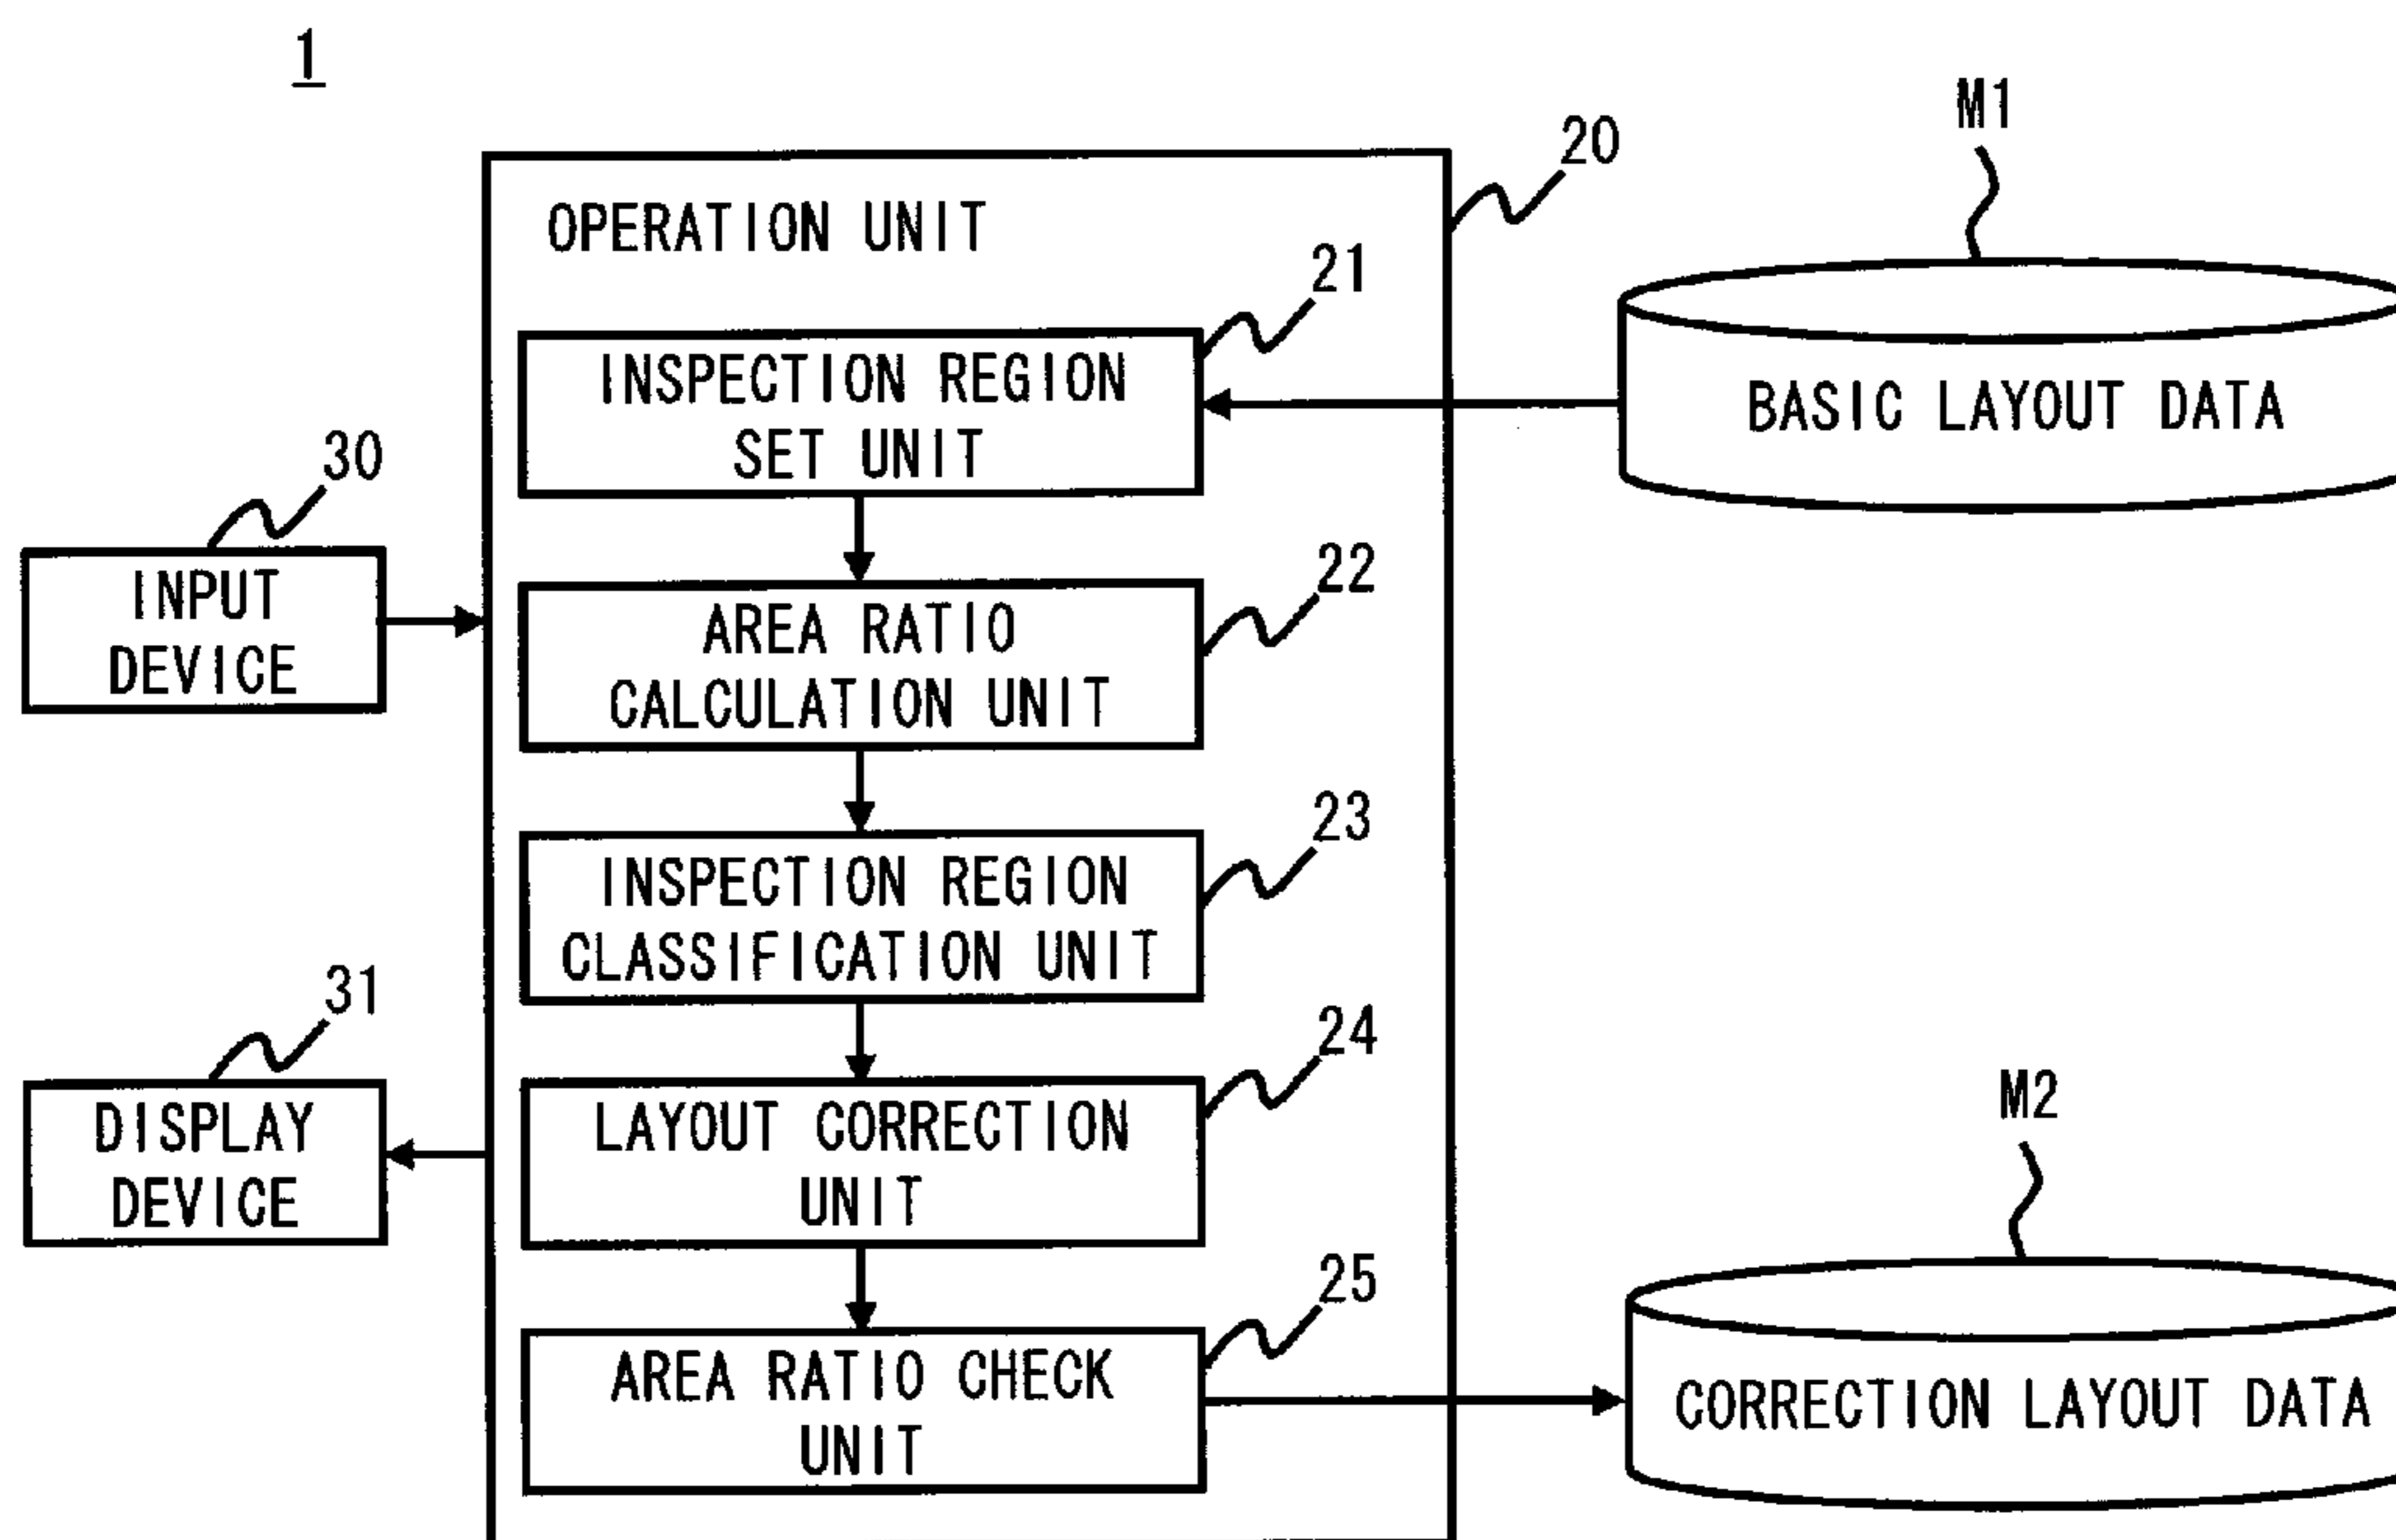 1
M1
20
OPERATION UNIT
21
INSPECTION REGION
SET UNIT
BASIC LAYOUT DATA
30
INPUT
DEVICE
22
AREA RATIO
CALCULATION UNIT
23
INSPECTION REGION
CLASSIFICATION UNIT
31
DISPLAY
DEVICE
24
LAYOUT CORRECTION
UNIT
M2
25
AREA RATIO CHECK
UNIT
CORRECTION LAYOUT DATA